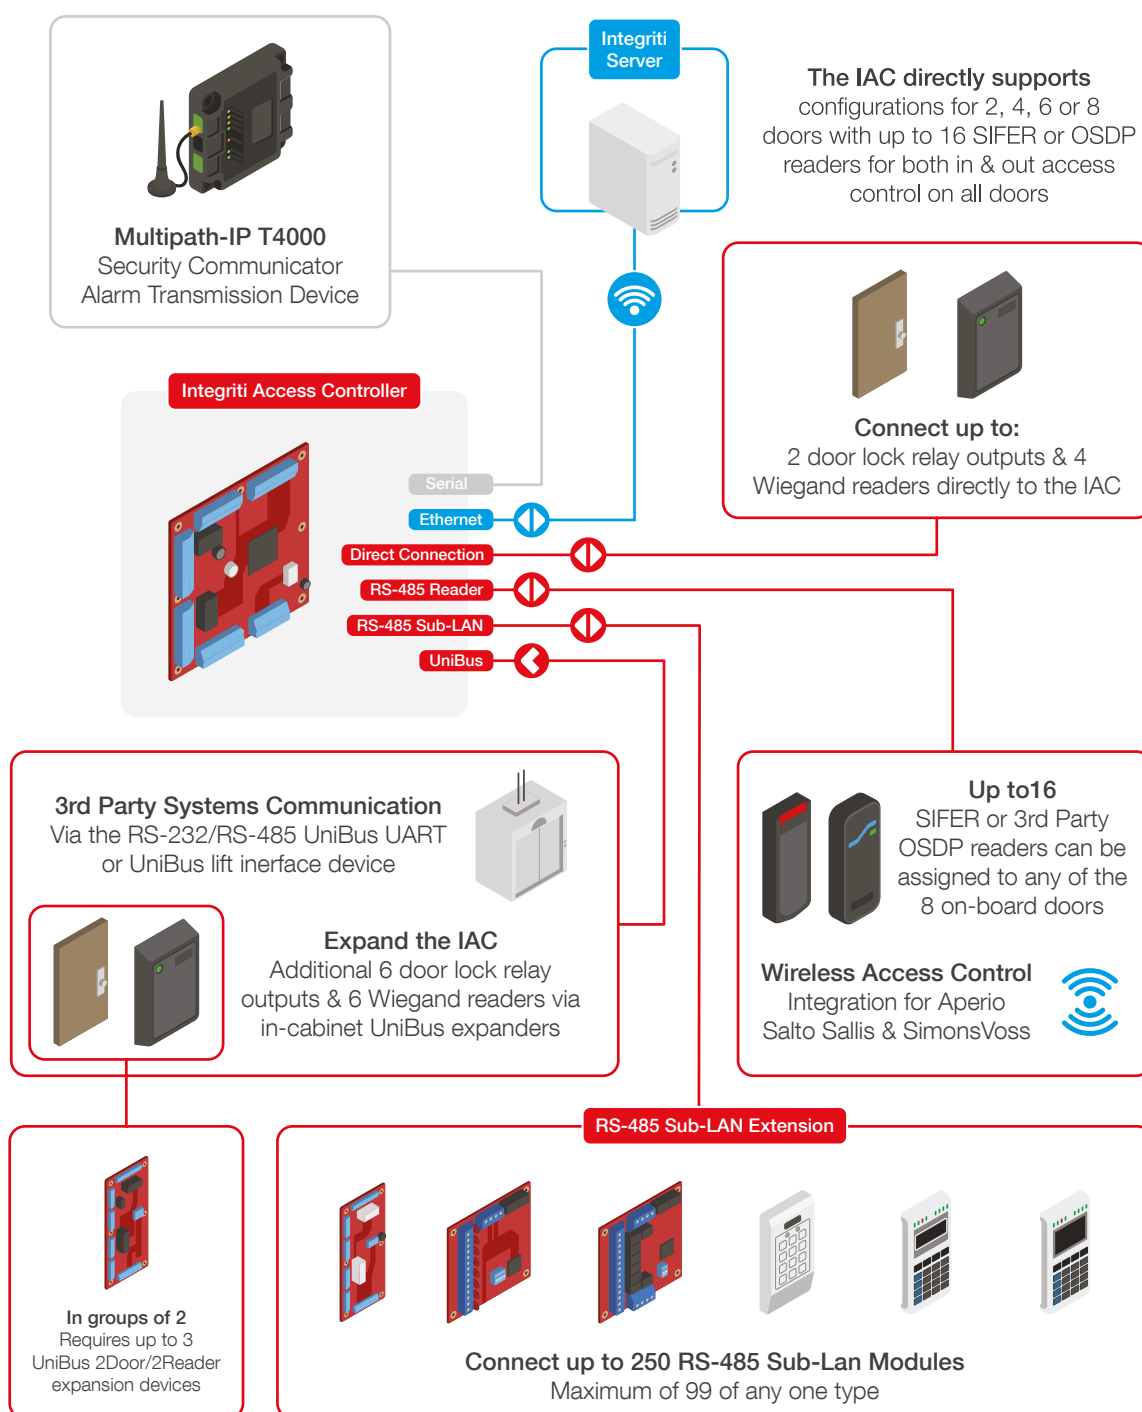 Integriti
Server
The IAC directly supports
configurations for 2, 4, 6 or 8
doors with up to 16 SIFER or OSDP
readers for both in & out access
control on all doors
Multipath-IP T4000
Security Communicator
Alarm Transmission Device
Integriti Access Controller
Connect up to:
2 door lock relay outputs & 4
Wiegand readers directly to the IAC
Serial
Ethernet
Direct Connection
RS-485 Reader
RS-485 Sub-LAN
UniBus
3rd Party Systems Communication
Via the RS-232/RS-485 UniBus UART
or UniBus lift inerface device
Expand the IAC
Additional 6 door lock relay
outputs & 6 Wiegand readers via
in-cabinet UniBus expanders
Up to16
SIFER or 3rd Party
OSDP readers can be
assigned to any of the
8 on-board doors
Wireless Access Control
Integration for Aperio
Salto Sallis & SimonsVoss
In groups of 2
Requires up to 3
UniBus 2Door/2Reader
expansion devices
RS-485 Sub-LAN Extension
Connect up to 250 RS-485 Sub-Lan Modules
Maximum of 99 of any one type